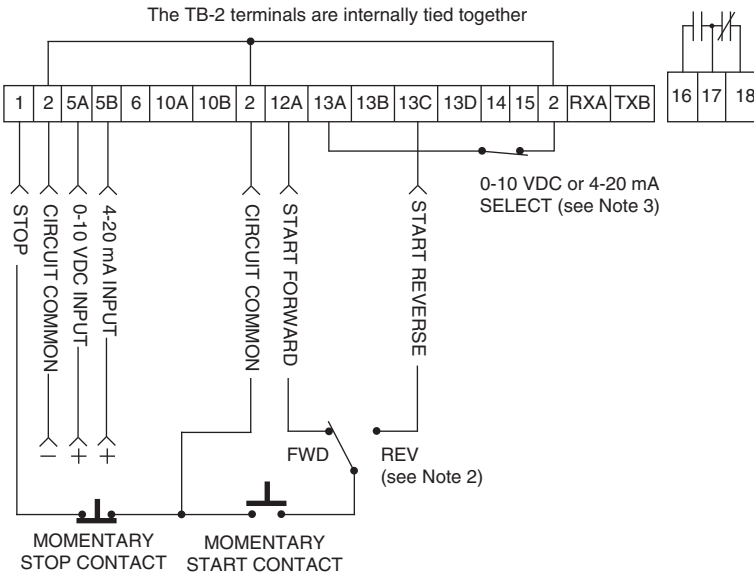 The TB-2 terminals are internally tied together
1 2 5A 5B 6 10A 10B 2 12A 13A 13B 13C 13D 14 15 2 RXA TXB
16 17 18
0-10 VDC or 4-20 mA
SELECT (see Note 3)
STOP
CIRCUIT COMMON
0-10 VDC INPUT
4-20 mA INPUT
CIRCUIT COMMON
START FORWARD
START REVERSE
− + +
FWD
REV
(see Note 2)
MOMENTARY
STOP CONTACT
MOMENTARY
START CONTACT